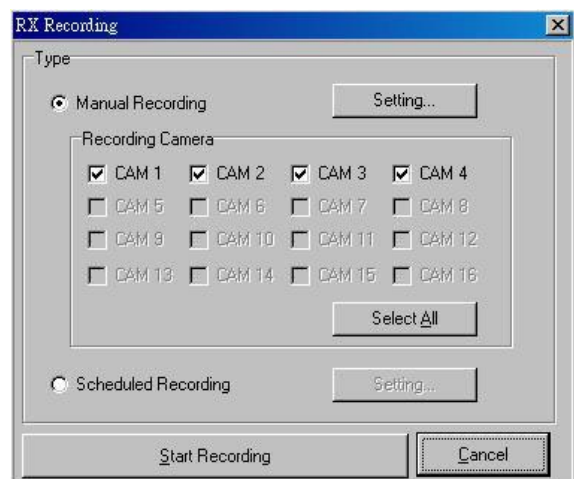 RX Recording
Type
Manual Recording
Setting...
Recording Camera
CAM 1 CAM 2 CAM 3 CAM 4
CAM 5 CAM 6 CAM 7 CAM 8
CAM 9 CAM 10 CAM 11 CAM 12
CAM 13 CAM 14 CAM 15 CAM 16
Select All
Scheduled Recording
Setting...
Start Recording
Cancel